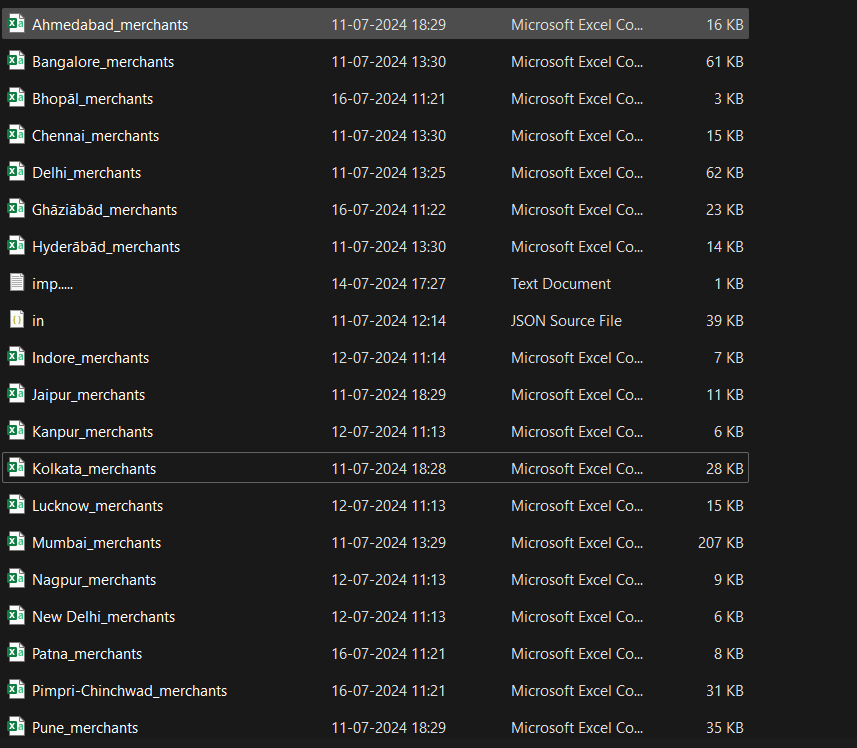 Ahmedabad_merchants 11-07-2024 18:29 Microsoft Excel Co... 16 KB
Bangalore_merchants 11-07-2024 13:30 Microsoft Excel Co... 61 KB
Bhopāl_merchants 16-07-2024 11:21 Microsoft Excel Co... 3 KB
Chennai_merchants 11-07-2024 13:30 Microsoft Excel Co... 15 KB
Delhi_merchants 11-07-2024 13:25 Microsoft Excel Co... 62 KB
Ghāziābād_merchants 16-07-2024 11:22 Microsoft Excel Co... 23 KB
Hyderābād_merchants 11-07-2024 13:30 Microsoft Excel Co... 14 KB
imp..... 14-07-2024 17:27 Text Document 1 KB
in 11-07-2024 12:14 JSON Source File 39 KB
Indore_merchants 12-07-2024 11:14 Microsoft Excel Co... 7 KB
Jaipur_merchants 11-07-2024 18:29 Microsoft Excel Co... 11 KB
Kanpur_merchants 12-07-2024 11:13 Microsoft Excel Co... 6 KB
Kolkata_merchants 11-07-2024 18:28 Microsoft Excel Co... 28 KB
Lucknow_merchants 12-07-2024 11:13 Microsoft Excel Co... 15 KB
Mumbai_merchants 11-07-2024 13:29 Microsoft Excel Co... 207 KB
Nagpur_merchants 12-07-2024 11:13 Microsoft Excel Co... 9 KB
New Delhi_merchants 12-07-2024 11:13 Microsoft Excel Co... 6 KB
Patna_merchants 16-07-2024 11:21 Microsoft Excel Co... 8 KB
Pimpri-Chinchwad_merchants 16-07-2024 11:21 Microsoft Excel Co... 31 KB
Pune_merchants 11-07-2024 18:29 Microsoft Excel Co... 35 KB